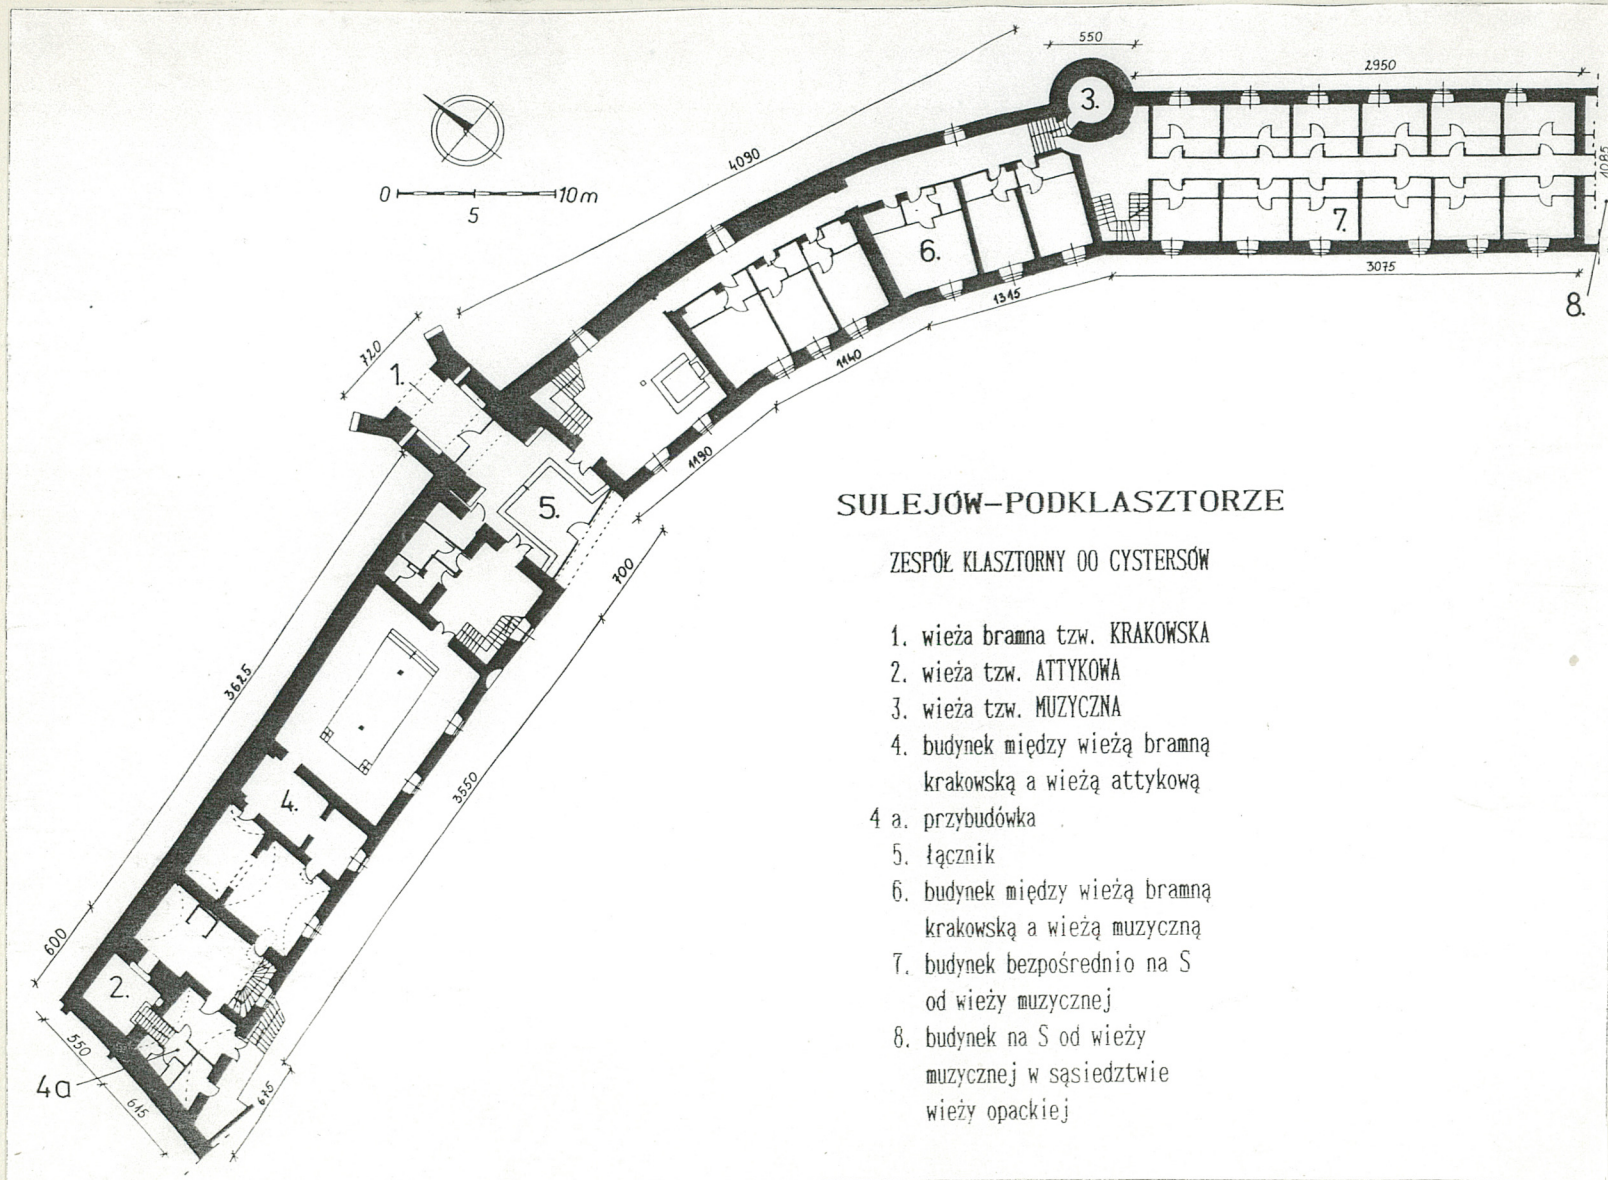 550
2950
3.
4090
0 5 10m
1085
7.
6.
3075
8.
1315
720
1.
1140
1190
5.
SULEJÓW-PODKLASZTORZE
ZESPÓŁ KLASZTORNY OO CYSTERSÓW
700
1. wieża bramna tzw. KRAKOWSKA
2. wieża tzw. ATTYKOWA
3. wieża tzw. MUZYCZNA
4. budynek między wieżą bramną
krakowską a wieżą attykową
4 a. przybudówka
5. łącznik
6. budynek między wieżą bramną
krakowską a wieżą muzyczną
7. budynek bezpośrednio na S
od wieży muzycznej
8. budynek na S od wieży
muzycznej w sąsiedztwie
wieży opackiej
3625
3550
4.
600
2.
550
4a
615
675